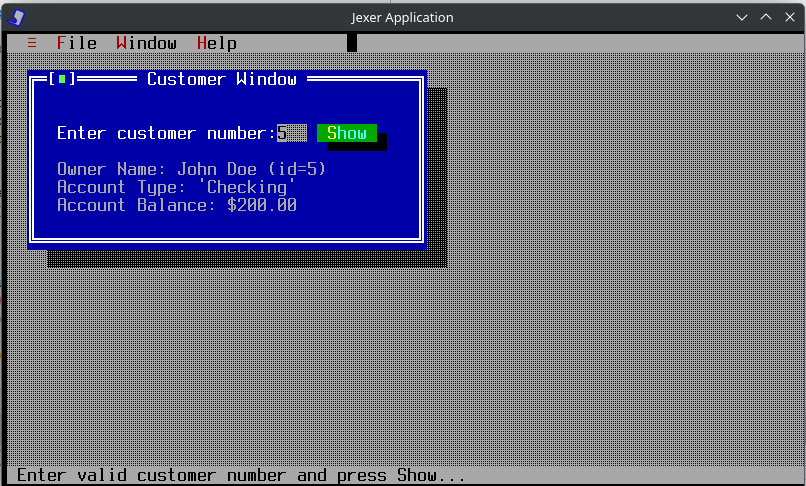 Jexer Application
≡ File Window Help
Customer Window
Enter customer number:5 Show
Owner Name: John Doe (id=5)
Account Type: 'Checking'
Account Balance: $200.00
Enter valid customer number and press Show...